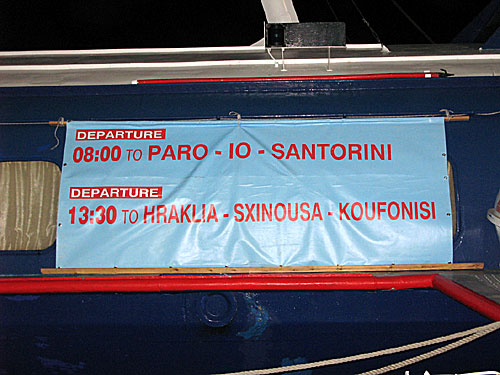 DEPARTURE
08:00 TO PARO - IO - SANTORINI
DEPARTURE
13:30 TO HRAKLIA - SXINOUSA - KOUFONISI